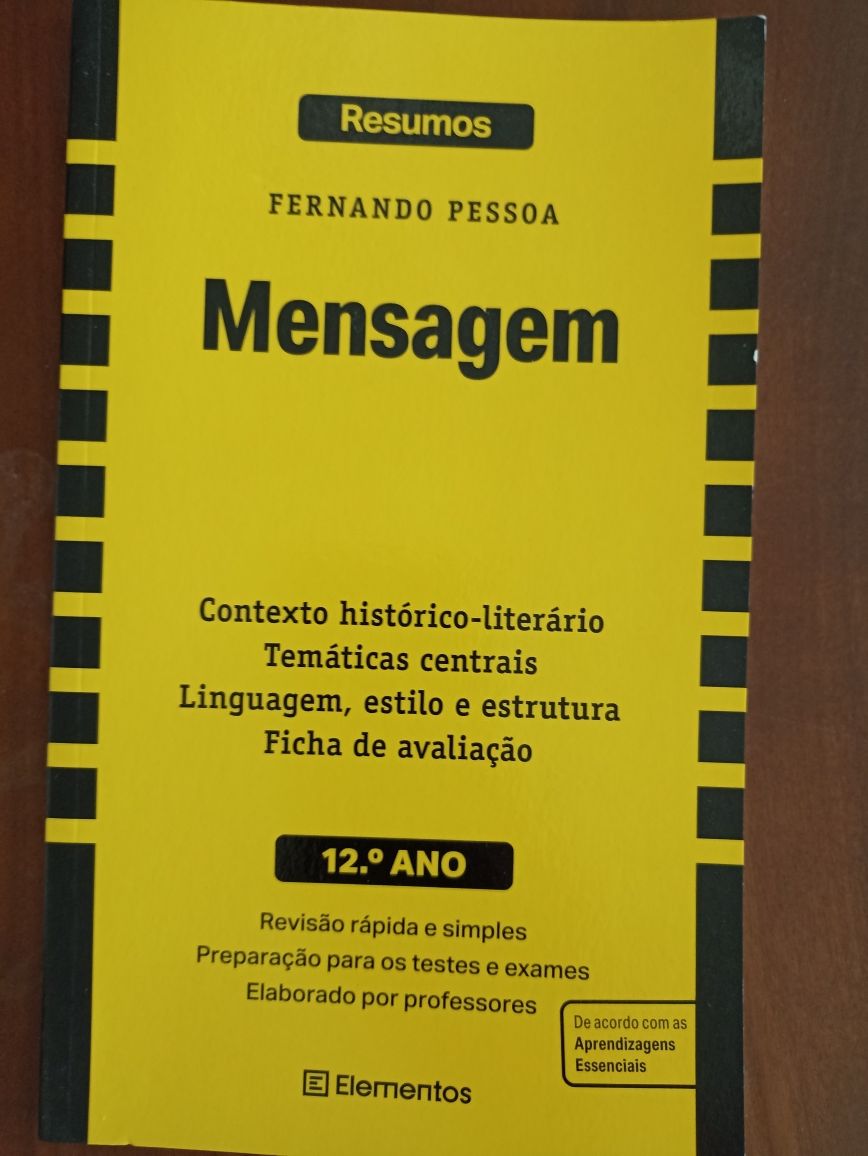 Resumos
FERNANDO PESSOA
Mensagem
Contexto histórico-literário
Temáticas centrais
Linguagem, estilo e estrutura
Ficha de avaliação
12.º ANO
Revisão rápida e simples
Preparação para os testes e exames
Elaborado por professores
De acordo com as
Aprendizagens
Essenciais
Elementos